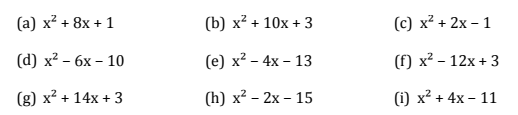 (a) x² + 8x + 1 (b) x² + 10x + 3 (c) x² + 2x – 1
(d) x² – 6x – 10 (e) x² – 4x – 13 (f) x² – 12x + 3
(g) x² + 14x + 3 (h) x² – 2x – 15 (i) x² + 4x – 11